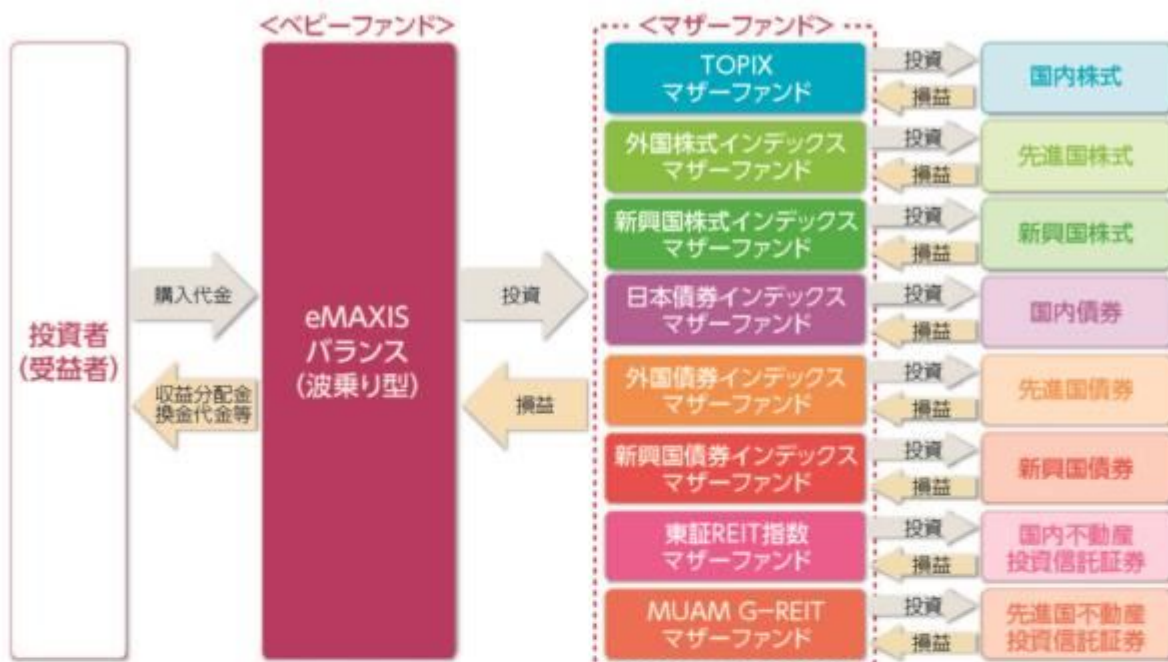 <ベビーファンド>
<マザーファンド>
投資者
(受益者)
購入代金
収益分配金
換金代金等
eMAXIS
バランス
(波乗り型)
投資
損益
TOPIX
マザーファンド
投資
損益
国内株式
外国株式インデックス
マザーファンド
投資
損益
先進国株式
新興国株式インデックス
マザーファンド
投資
損益
新興国株式
日本債券インデックス
マザーファンド
投資
損益
国内債券
外国債券インデックス
マザーファンド
投資
損益
先進国債券
新興国債券インデックス
マザーファンド
投資
損益
新興国債券
東証REIT指数
マザーファンド
投資
損益
国内不動産
投資信託証券
MUAM G-REIT
マザーファンド
投資
損益
先進国不動産
投資信託証券